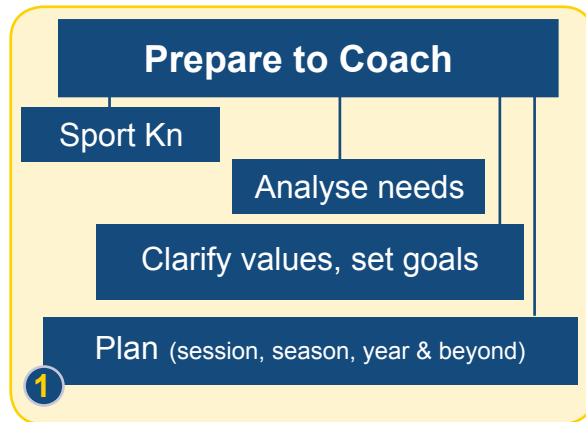 Prepare to Coach
Sport Kn
Analyse needs
Clarify values, set goals
Plan (session, season, year & beyond)
1